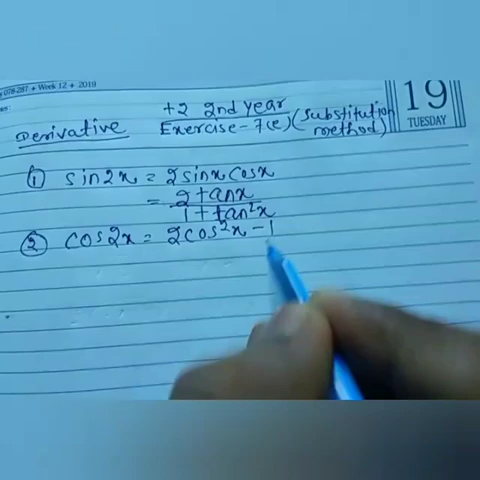 078-287 • Week 12 • 2019
19
TUESDAY
+2 2nd year
Derivative Exercise - 7(e) (Substitution method)
① sin2x = 2sinx cosx
= 2tanx / 1+tan²x
② cos2x = 2cos²x - 1